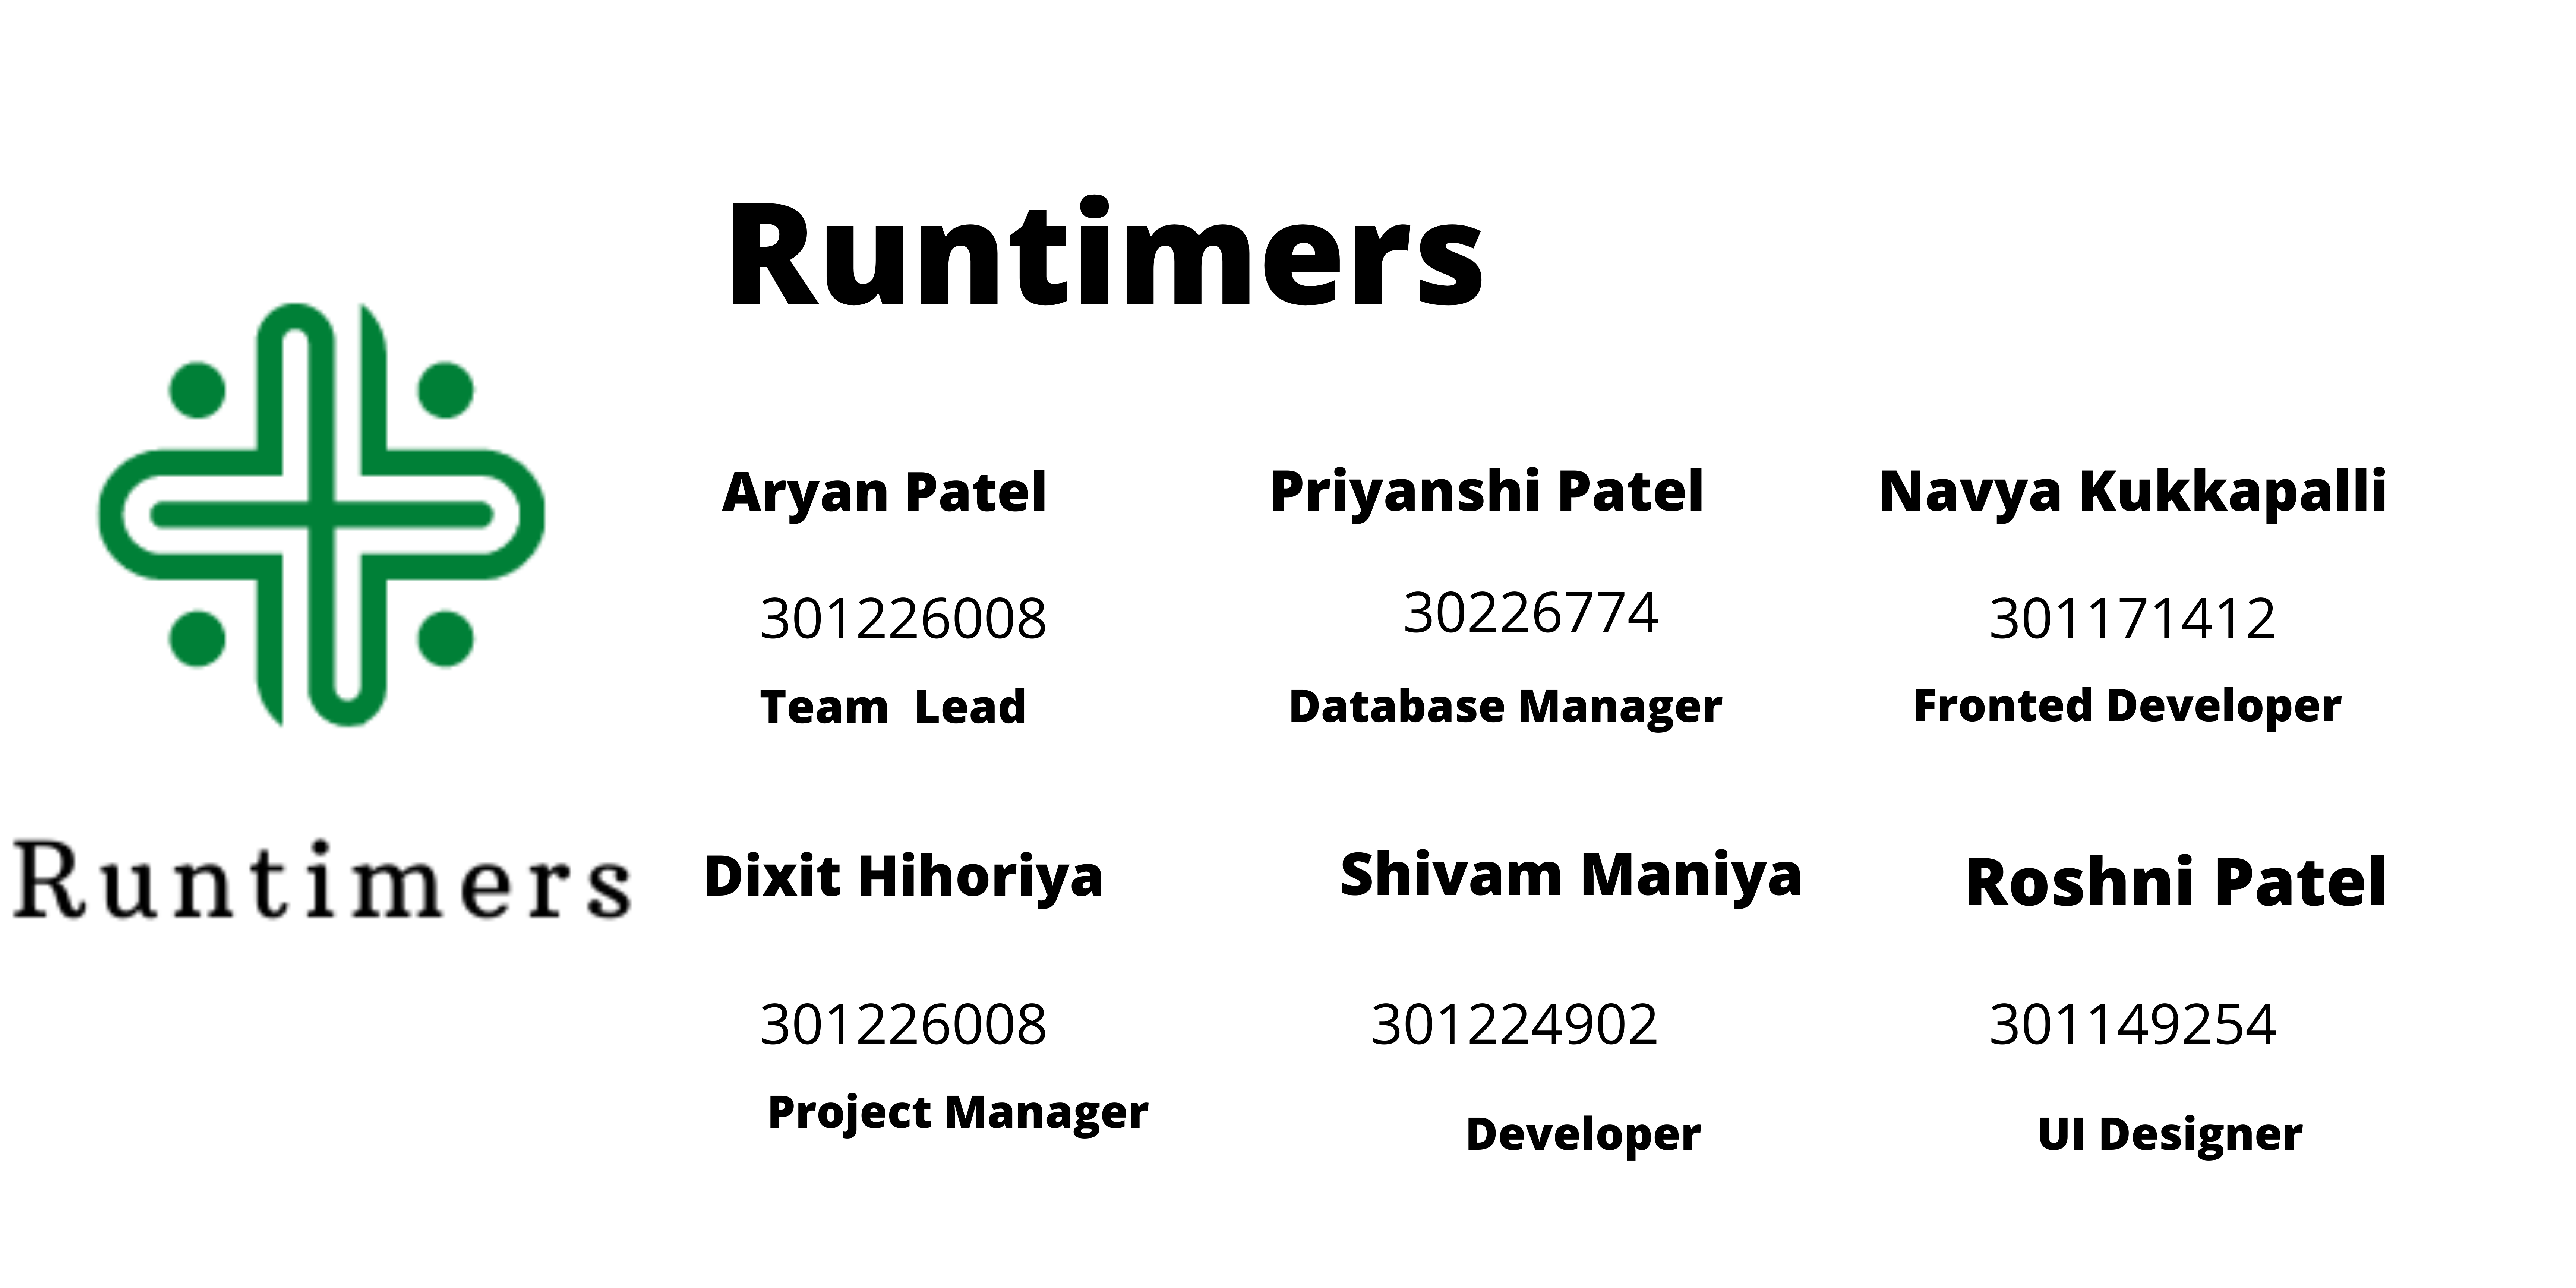 Runtimers
Runtimers
Aryan Patel
301226008
Team  Lead
Priyanshi Patel
30226774
Database Manager
Navya Kukkapalli
301171412
Fronted Developer
Dixit Hihoriya
301226008
Project Manager
Shivam Maniya
301224902
Developer
Roshni Patel
301149254
UI Designer